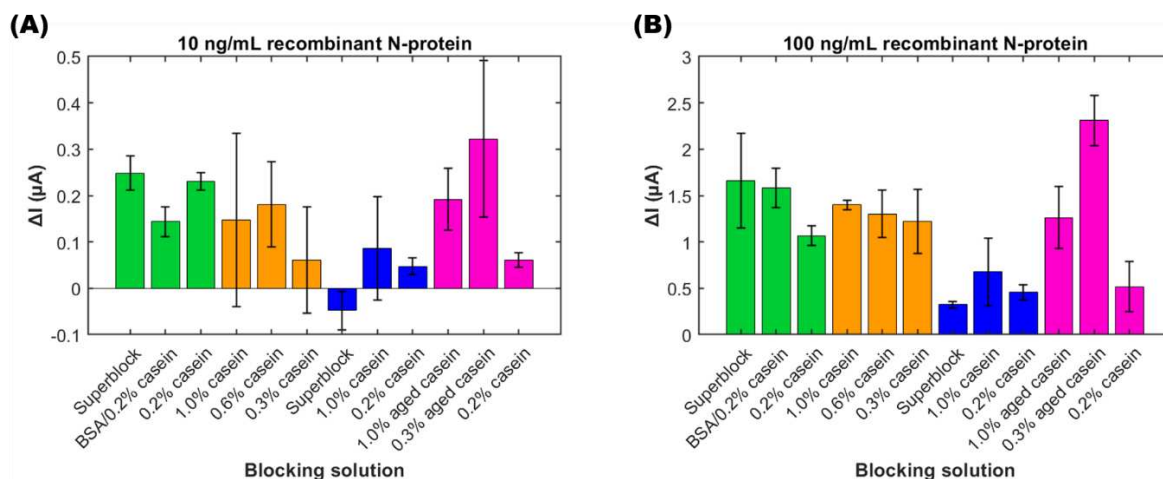 (A)
10 ng/mL recombinant N-protein
0.5
0.4
0.3
0.2
0.1
0
-0.1
ΔI (μA)
Superblock
BSA/0.2% casein
0.2% casein
1.0% casein
0.6% casein
0.3% casein
Superblock
1.0% casein
0.2% casein
1.0% aged casein
0.3% aged casein
0.2% casein
Blocking solution
(B)
100 ng/mL recombinant N-protein
3
2.5
2
1.5
1
0.5
0
ΔI (μA)
Superblock
BSA/0.2% casein
0.2% casein
1.0% casein
0.6% casein
0.3% casein
Superblock
1.0% casein
0.2% casein
1.0% aged casein
0.3% aged casein
0.2% casein
Blocking solution